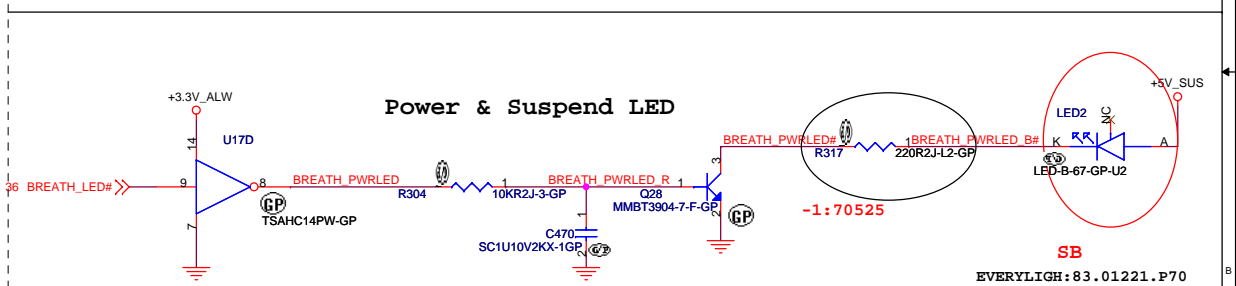 Power & Suspend LED
+3.3V_ALW
+5V_SUS
U17D
14
36 BREATH_LED#
9
8
BREATH_PWRLED
GP
TSAHC14PW-GP
7
R304
1
10KR2J-3-GP
BREATH_PWRLED_R
1
C470
SC1U10V2KX-1GP
2
1
Q28
MMBT3904-7-F-GP
3
2
GP
BREATH_PWRLED#
R317
1
220R2J-L2-GP
BREATH_PWRLED_B#
-1:70525
LED2
NC
K
A
LED-B-67-GP-U2
SB
EVERYLIGH:83.01221.P70
B